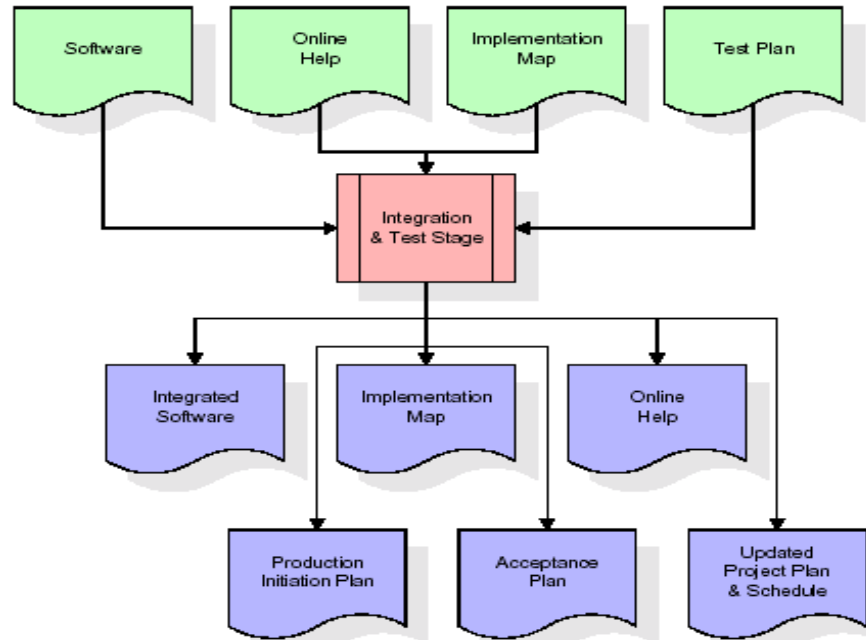 Software
Online
Help
Implementation
Map
Test Plan
Integration
& Test Stage
Integrated
Software
Implementation
Map
Online
Help
Production
Initiation Plan
Acceptance
Plan
Updated
Project Plan
& Schedule